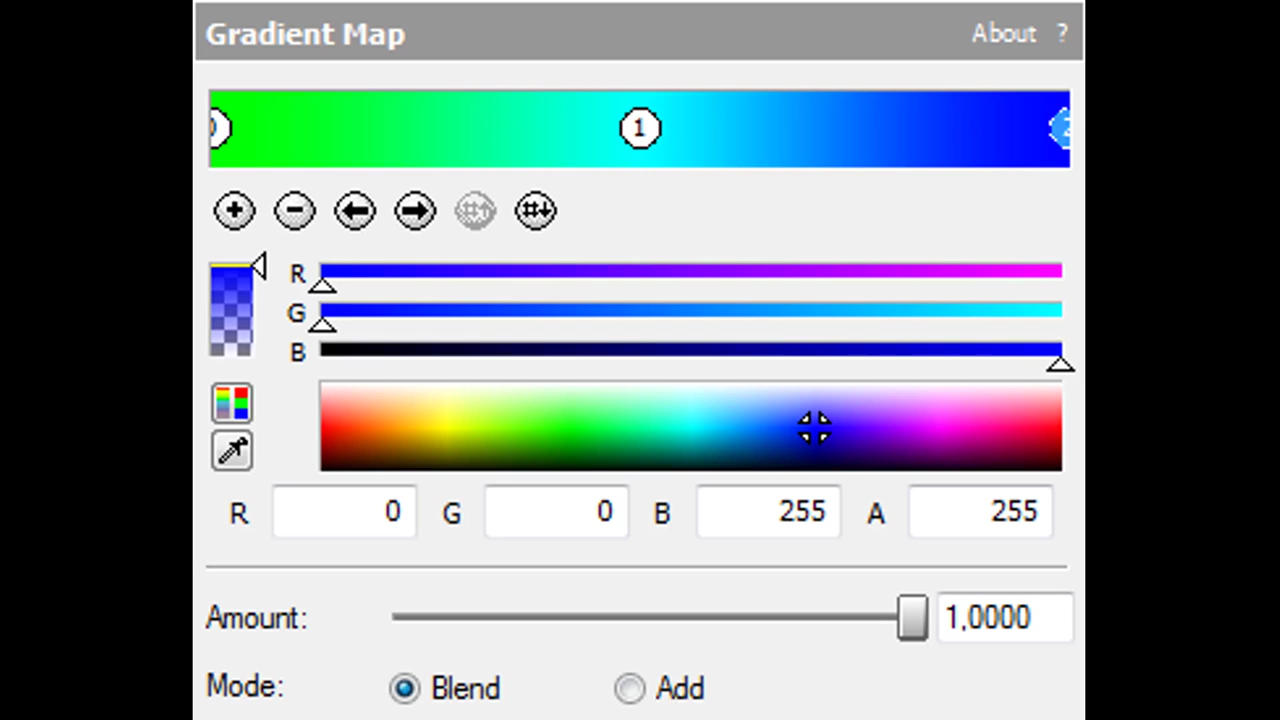 Gradient Map About ?
1
R
G
B
R 0 G 0 B 255 A 255
Amount: 1,0000
Mode: Blend Add